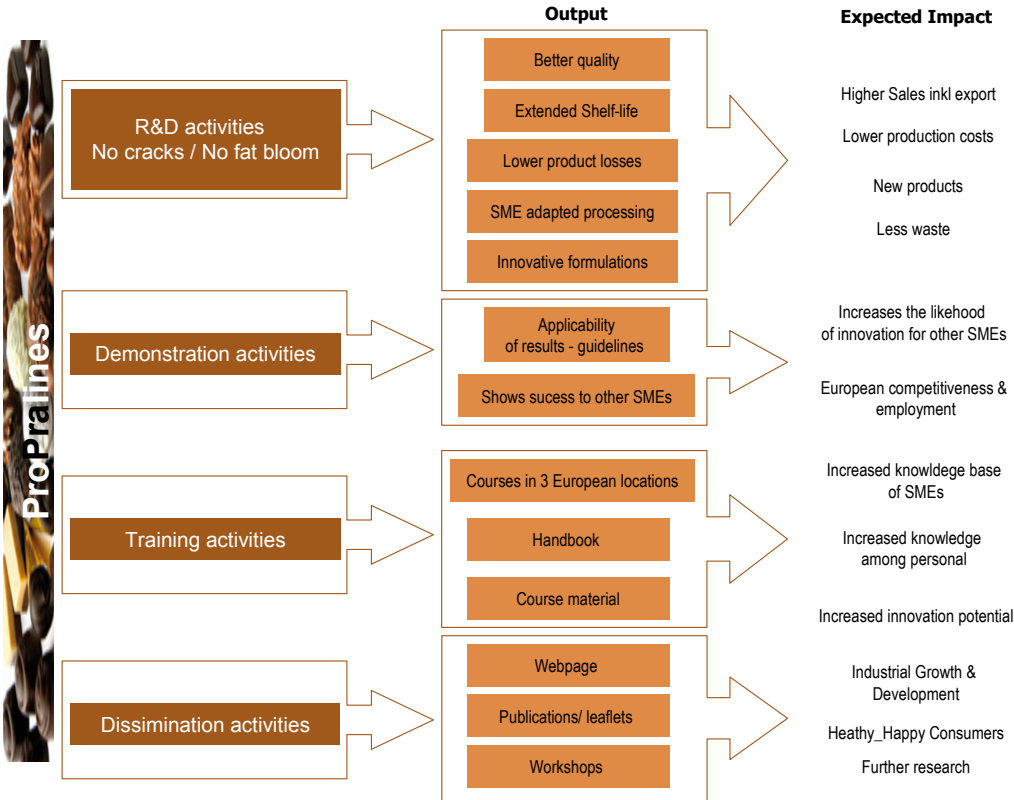 Output
Expected Impact
ProPralines
R&D activities
No cracks / No fat bloom
Better quality
Extended Shelf-life
Lower product losses
SME adapted processing
Innovative formulations
Higher Sales inkl export
Lower production costs
New products
Less waste
Demonstration activities
Applicability
of results - guidelines
Shows sucess to other SMEs
Increases the likehood
of innovation for other SMEs
European competitiveness &
employment
Training activities
Courses in 3 European locations
Handbook
Course material
Increased knowldege base
of SMEs
Increased knowledge
among personal
Increased innovation potential
Dissimination activities
Webpage
Publications/ leaflets
Workshops
Industrial Growth &
Development
Heathy_Happy Consumers
Further research